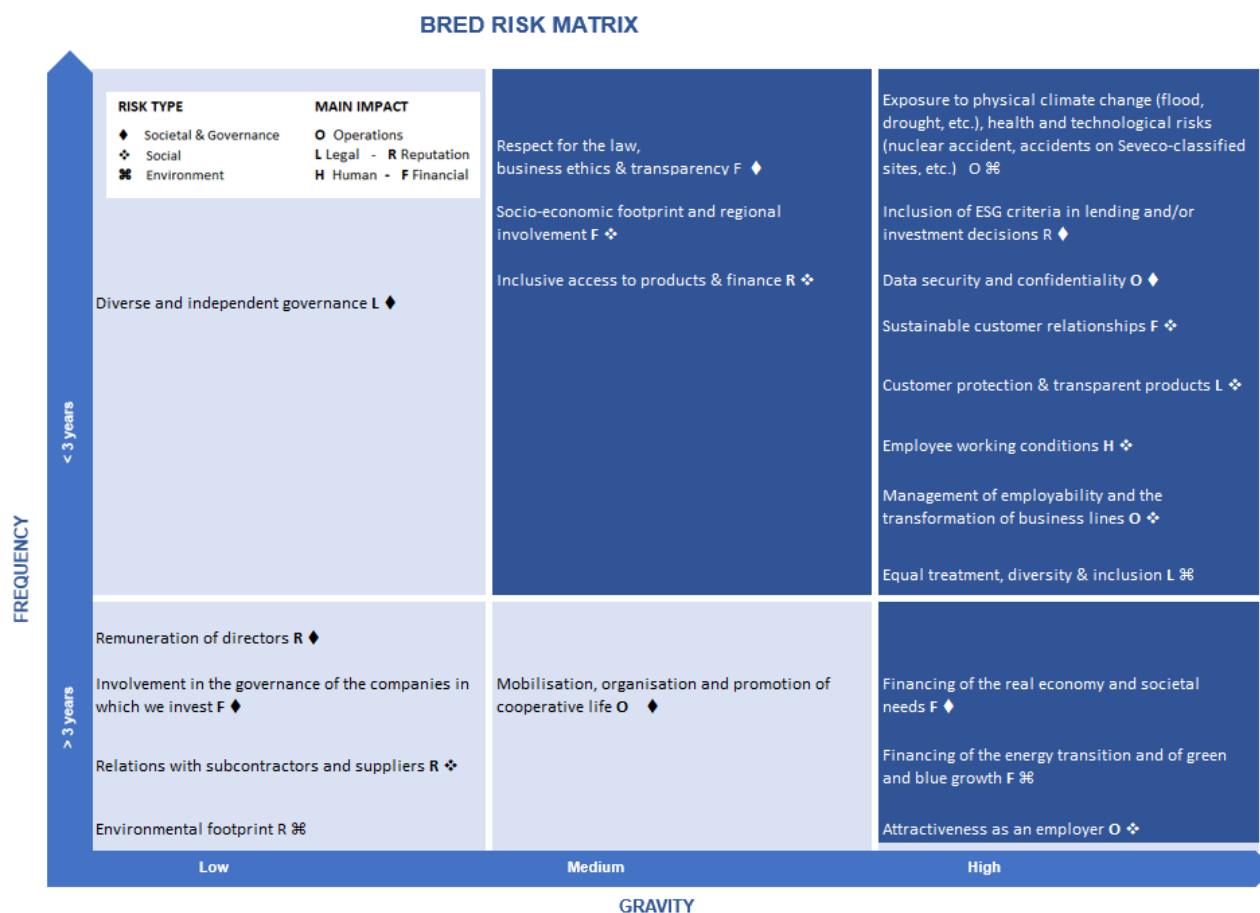 BRED RISK MATRIX
RISK TYPE
♦ Societal & Governance
❖ Social
⌘ Environment
MAIN IMPACT
O Operations
L Legal - R Reputation
H Human - F Financial
Diverse and independent governance L ♦
Respect for the law,
business ethics & transparency F ♦
Socio-economic footprint and regional
involvement F ❖
Inclusive access to products & finance R ❖
Exposure to physical climate change (flood,
drought, etc.), health and technological risks
(nuclear accident, accidents on Seveco-classified
sites, etc.) O ⌘
Inclusion of ESG criteria in lending and/or
investment decisions R ♦
Data security and confidentiality O ♦
Sustainable customer relationships F ❖
Customer protection & transparent products L ❖
Employee working conditions H ❖
Management of employability and the
transformation of business lines O ❖
Equal treatment, diversity & inclusion L ⌘
< 3 years
FREQUENCY
> 3 years
Remuneration of directors R ♦
Involvement in the governance of the companies in
which we invest F ♦
Relations with subcontractors and suppliers R ❖
Environmental footprint R ⌘
Mobilisation, organisation and promotion of
cooperative life O ♦
Financing of the real economy and societal
needs F ♦
Financing of the energy transition and of green
and blue growth F ⌘
Attractiveness as an employer O ❖
Low
Medium
High
GRAVITY